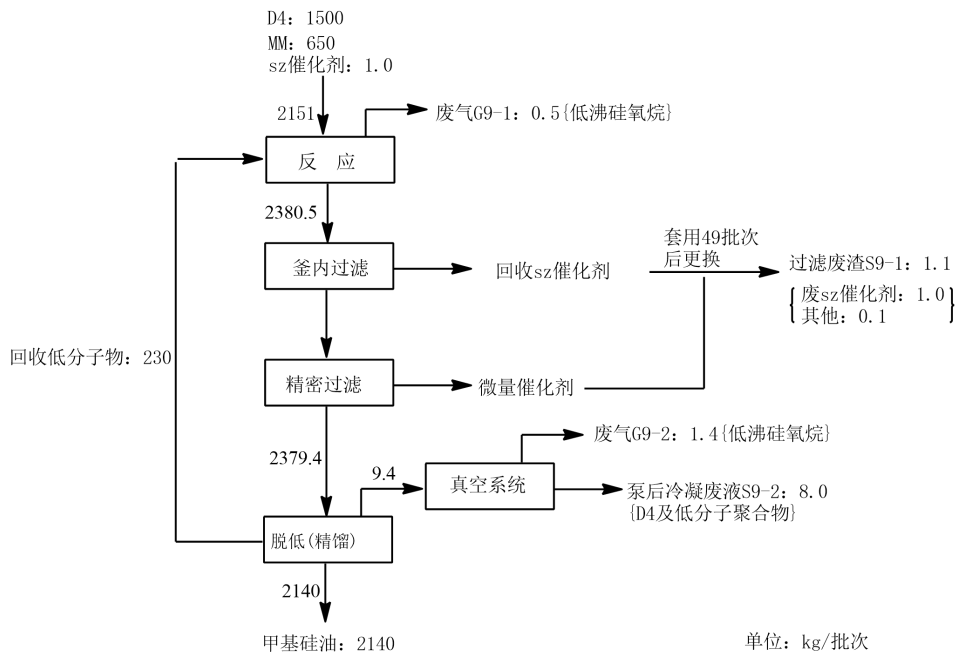 D4：1500
MM：650
sz催化剂：1.0
2151
废气G9-1：0.5{低沸硅氧烷}
反 应
2380.5
釜内过滤
回收sz催化剂
套用49批次
后更换
过滤废渣S9-1：1.1
废sz催化剂：1.0
其他：0.1
回收低分子物：230
精密过滤
微量催化剂
2379.4
9.4
废气G9-2：1.4{低沸硅氧烷}
真空系统
泵后冷凝废液S9-2：8.0
{D4及低分子聚合物}
脱低(精馏)
2140
甲基硅油：2140
单位：kg/批次